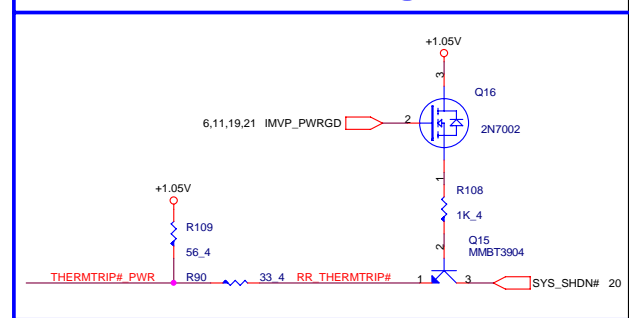 +1.05V
3
Q16
6,11,19,21 IMVP_PWRGD
2
2N7002
1
+1.05V
R108
R109
1K_4
56_4
2
Q15
MMBT3904
THERMTRIP#_PWR
R90
33_4
RR_THERMTRIP#
1
3
SYS_SHDN# 20